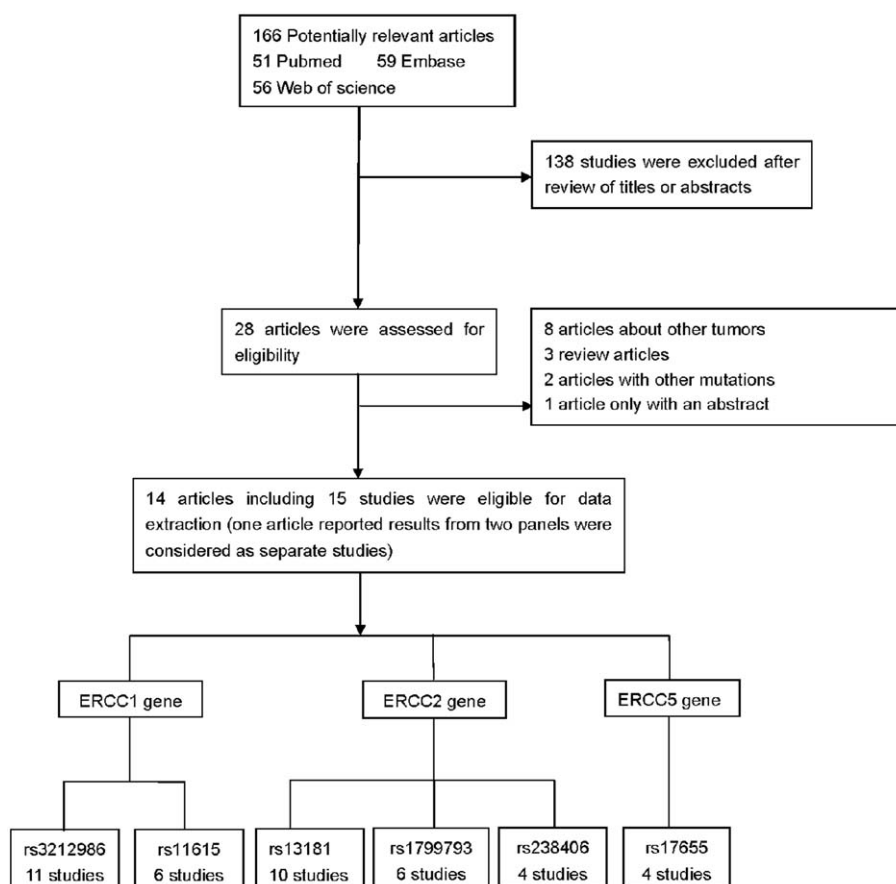 166 Potentially relevant articles
51 Pubmed 59 Embase
56 Web of science
138 studies were excluded after
review of titles or abstracts
28 articles were assessed for
eligibility
8 articles about other tumors
3 review articles
2 articles with other mutations
1 article only with an abstract
14 articles including 15 studies were eligible for data
extraction (one article reported results from two panels were
considered as separate studies)
ERCC1 gene
ERCC2 gene
ERCC5 gene
rs3212986
11 studies
rs11615
6 studies
rs13181
10 studies
rs1799793
6 studies
rs238406
4 studies
rs17655
4 studies